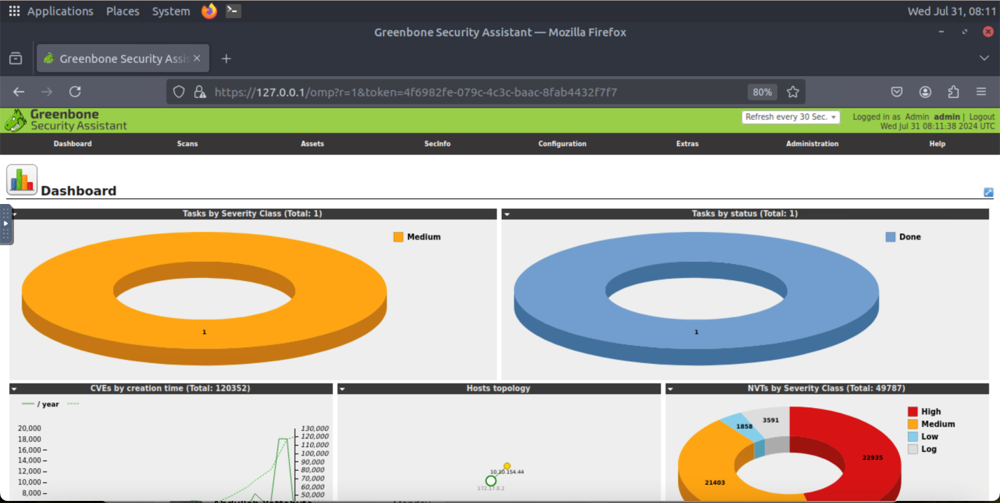 Applications Places System Wed Jul 31, 08:11
Greenbone Security Assistant — Mozilla Firefox
Greenbone Security Assis
https://127.0.0.1/omp?r=1&token=4f6982fe-079c-4c3c-baac-8fab4432f7f7 80%
Greenbone
Security Assistant
Refresh every 30 Sec. Logged in as Admin admin | Logout
Wed Jul 31 08:11:38 2024 UTC
Dashboard Scans Assets SecInfo Configuration Extras Administration Help
Dashboard
Tasks by Severity Class (Total: 1)
Medium
1
Tasks by status (Total: 1)
Done
1
CVEs by creation time (Total: 120352)
/ year
20,000
18,000
16,000
14,000
12,000
10,000
8,000
130,000
120,000
110,000
100,000
90,000
80,000
70,000
60,000
50,000
Hosts topology
10.10.154.44
172.17.0.2
NVTs by Severity Class (Total: 49787)
High
Medium
Low
Log
3591
1858
22935
21403